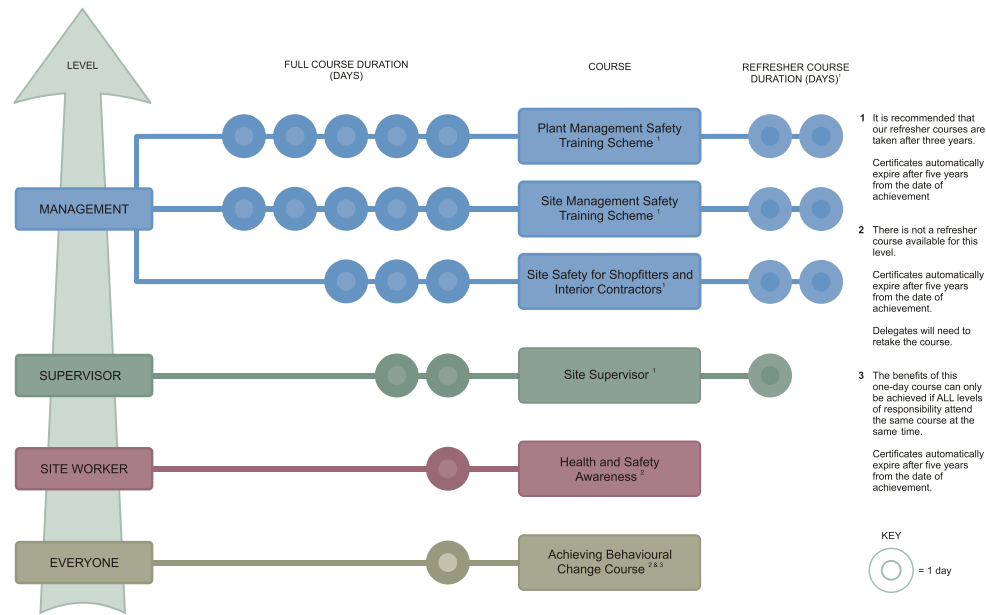 LEVEL
FULL COURSE DURATION
(DAYS)
COURSE
REFRESHER COURSE
DURATION (DAYS)1
MANAGEMENT
Plant Management Safety
Training Scheme 1
Site Management Safety
Training Scheme 1
Site Safety for Shopfitters and
Interior Contractors1
SUPERVISOR
Site Supervisor 1
SITE WORKER
Health and Safety
Awareness 2
EVERYONE
Achieving Behavioural
Change Course 2 & 3
1 It is recommended that
our refresher courses are
taken after three years.
Certificates automatically
expire after five years
from the date of
achievement
2 There is not a refresher
course available for this
level.
Certificates automatically
expire after five years
from the date of
achievement.
Delegates will need to
retake the course.
3 The benefits of this
one-day course can only
be achieved if ALL levels
of responsibility attend
the same course at the
same time.
Certificates automatically
expire after five years
from the date of
achievement.
KEY
= 1 day